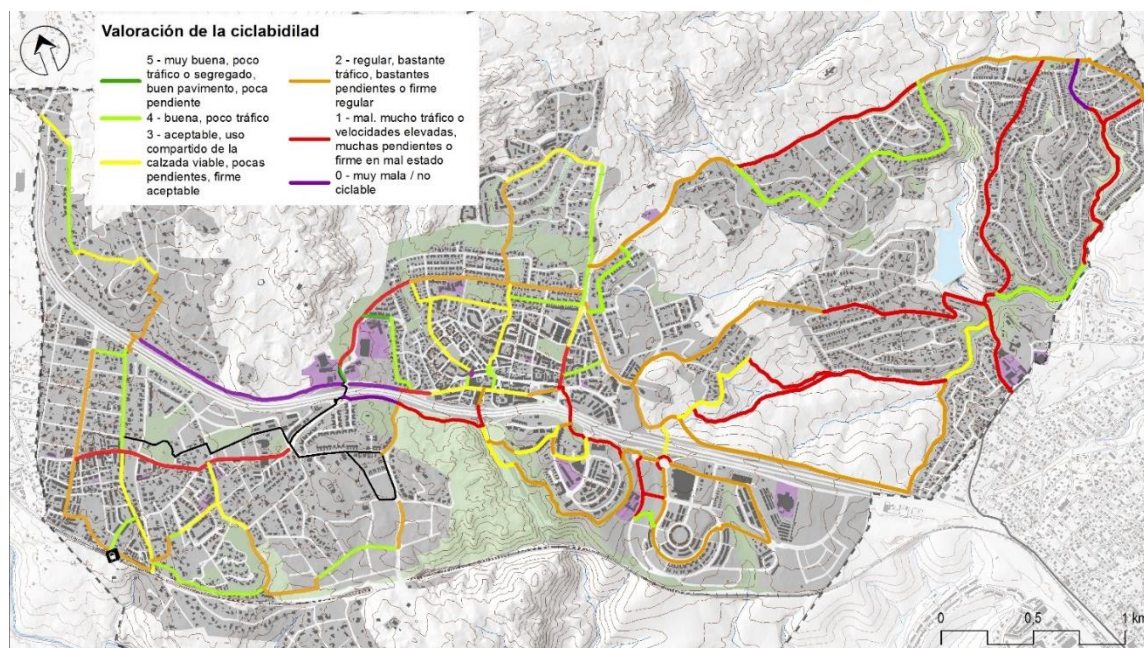 Valoración de la ciclabidilad
5 - muy buena, poco
tráfico o segregado,
buen pavimento, poca
pendiente
4 - buena, poco tráfico
3 - aceptable, uso
compartido de la
calzada viable, pocas
pendientes, firme
aceptable
2 - regular, bastante
tráfico, bastantes
pendientes o firme
regular
1 - mal. mucho tráfico o
velocidades elevadas,
muchas pendientes o
firme en mal estado
0 - muy mala / no
ciclable
0 0.5 1 km